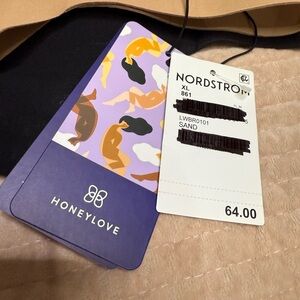 NORDSTROM
XL
861
LWBR0101
SAND
64.00
HONEYLOVE